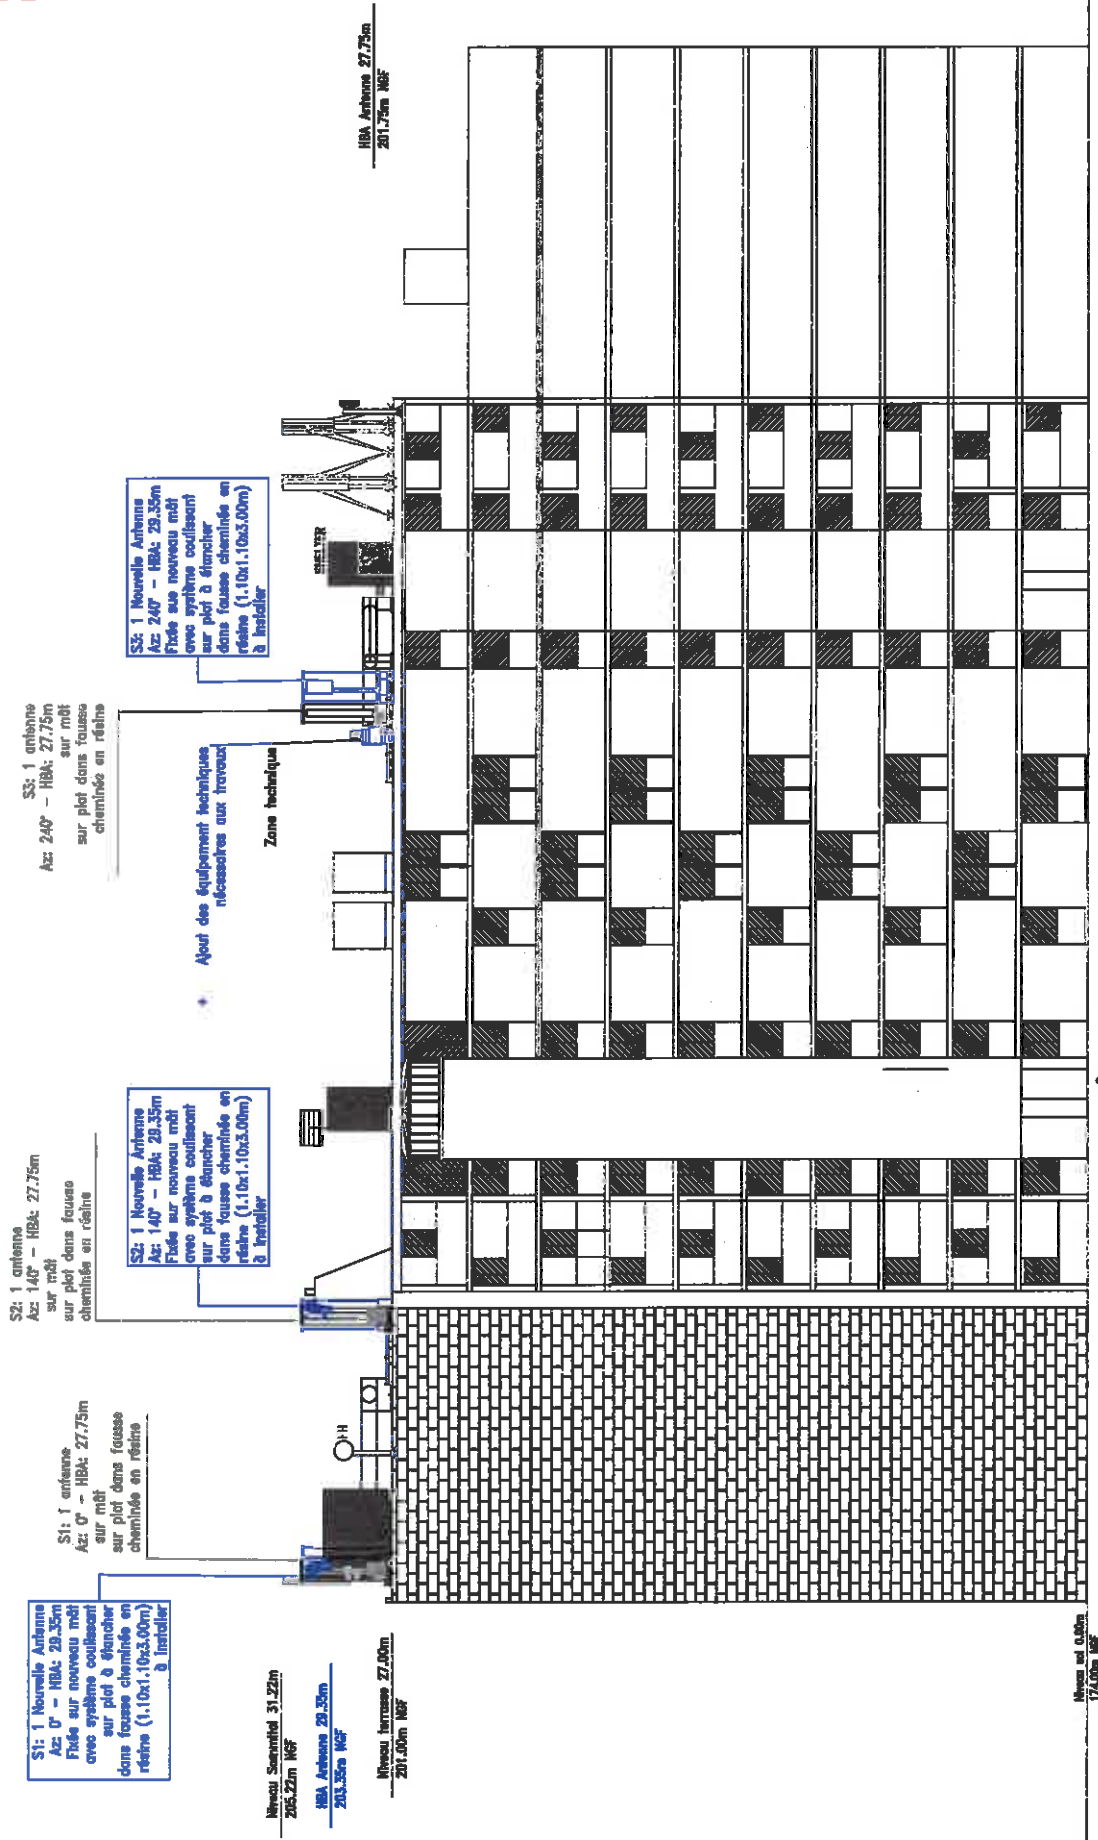 S1: 1 Nouvelle Antenne
Az: 0° - HBA: 29.35m
Fixée sur nouveau mât
avec système coulissant
sur plot à étancher
dans fausse cheminée en
résine (1.10x1.10x3.00m)
à installer
S1: 1 antenne
Az: 0° - HBA: 27.75m
sur mât
sur plot dans fausse
cheminée en résine
S2: 1 antenne
Az: 140° - HBA: 27.75m
sur mât
sur plot dans fausse
cheminée en résine
S2: 1 Nouvelle Antenne
Az: 140° - HBA: 29.35m
Fixée sur nouveau mât
avec système coulissant
sur plot à étancher
dans fausse cheminée en
résine (1.10x1.10x3.00m)
à installer
S3: 1 antenne
Az: 240° - HBA: 27.75m
sur mât
sur plot dans fausse
cheminée en résine
S3: 1 Nouvelle Antenne
Az: 240° - HBA: 29.35m
Fixée sue nouveau mât
avec système coulissant
sur plot à étancher
dans fausse cheminée en
résine (1.10x1.10x3.00m)
à installer
+ Ajout des équipement techniques
nécessaires aux travaux
Zone technique
SHELTER
HBA Antenne 27.75m
201.75m NGF
Niveau Sommital 31.22m
205.22m NGF
HBA Antenne 29.35m
203.35m NGF
Niveau terrasse 27.00m
201.00m NGF
Niveau sol 0.00m
174.00m NGF